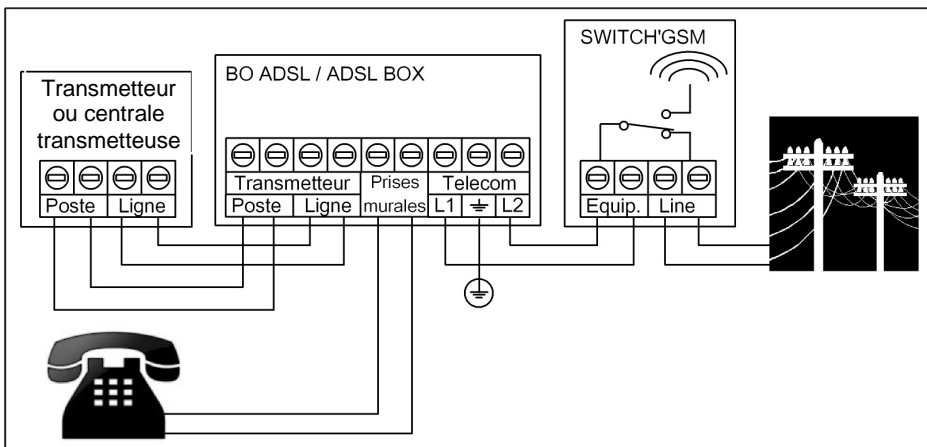 Transmetteur
ou centrale
transmetteuse
Poste Ligne
BO ADSL / ADSL BOX
Transmetteur Prises Telecom
Poste Ligne murales L1 L2
SWITCH'GSM
Equip. Line